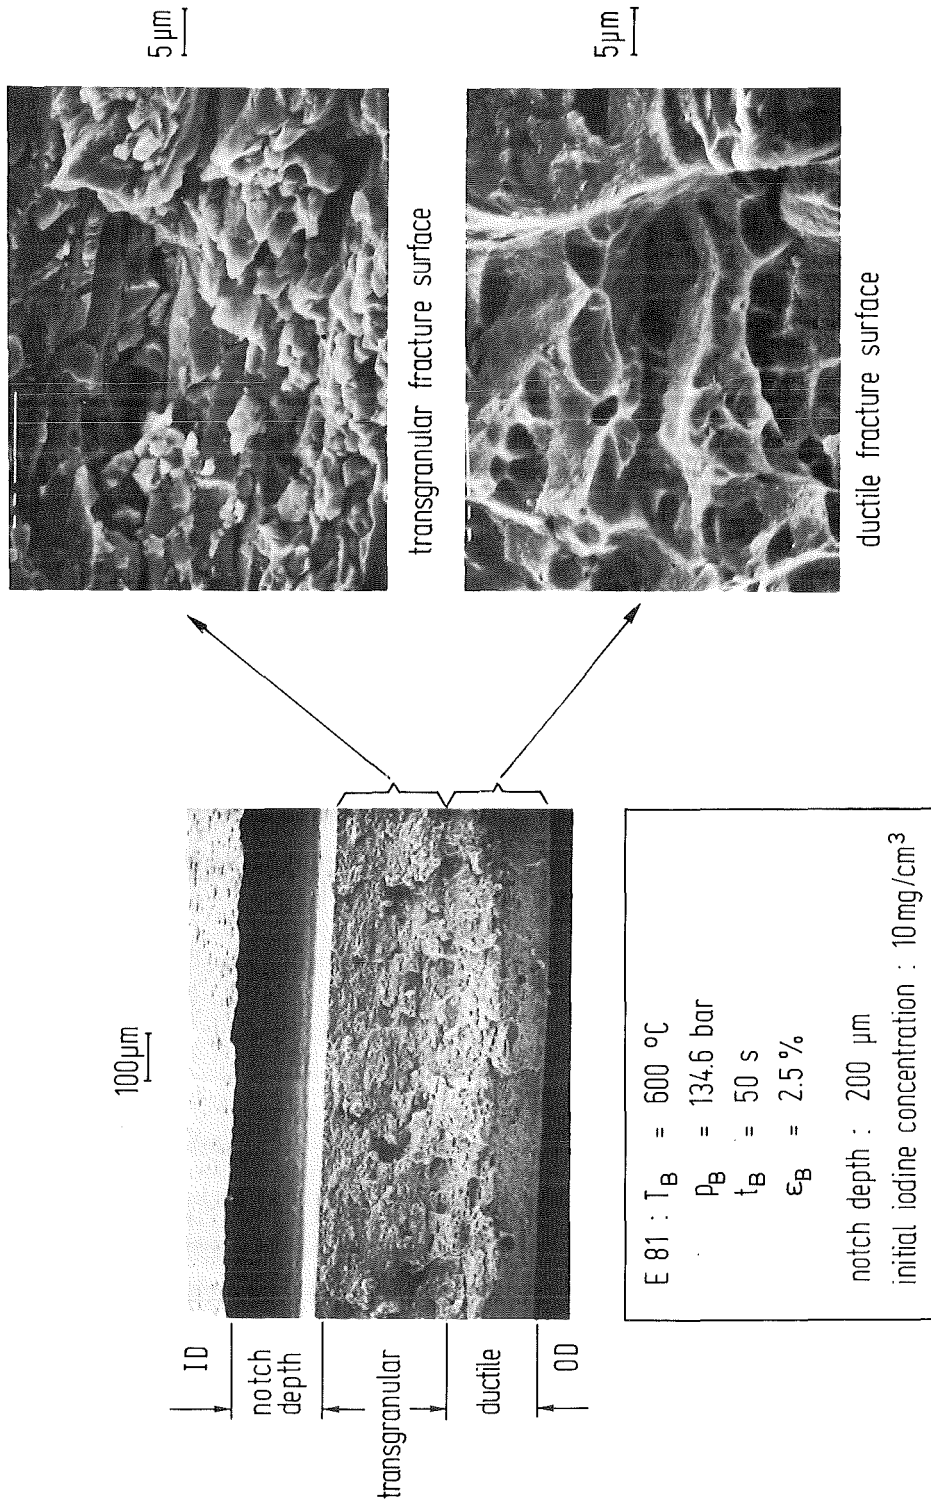 100µm
ID
notch
depth
transgranular
ductile
OD
5µm
transgranular fracture surface
5µm
ductile fracture surface
E 81 : T_B = 600 °C
p_B = 134.6 bar
t_B = 50 s
ε_B = 2.5 %
notch depth : 200 µm
initial iodine concentration : 10 mg/cm³